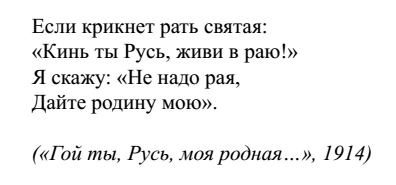 Если крикнет рать святая:
«Кинь ты Русь, живи в раю!»
Я скажу: «Не надо рая,
Дайте родину мою».
(«Гой ты, Русь, моя родная…», 1914)